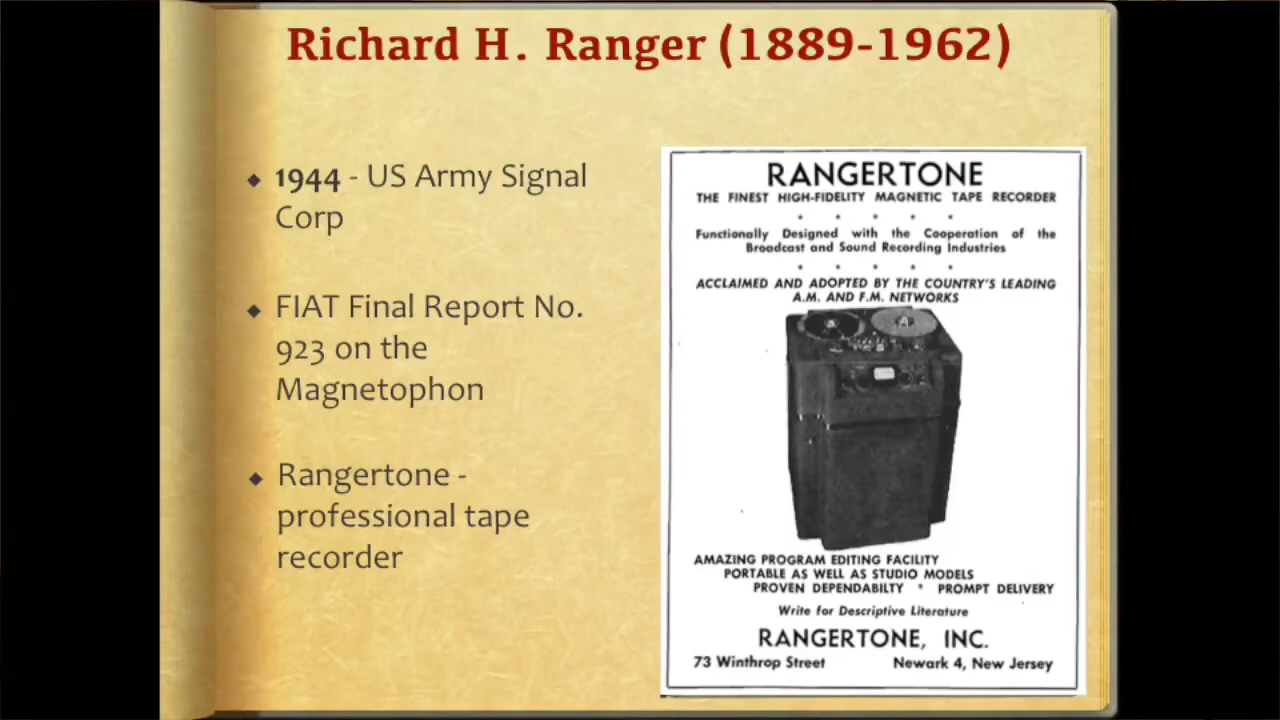 Richard H. Ranger (1889-1962)
◆ 1944 - US Army Signal
Corp
◆ FIAT Final Report No.
923 on the
Magnetophon
◆ Rangertone -
professional tape
recorder
RANGERTONE
THE FINEST HIGH-FIDELITY MAGNETIC TAPE RECORDER
* * * * *
Functionally Designed with the Cooperation of the
Broadcast and Sound Recording Industries
* * * * *
ACCLAIMED AND ADOPTED BY THE COUNTRY'S LEADING
A.M. AND F.M. NETWORKS
AMAZING PROGRAM EDITING FACILITY
PORTABLE AS WELL AS STUDIO MODELS
PROVEN DEPENDABILTY * PROMPT DELIVERY
Write for Descriptive Literature
RANGERTONE, INC.
73 Winthrop Street Newark 4, New Jersey